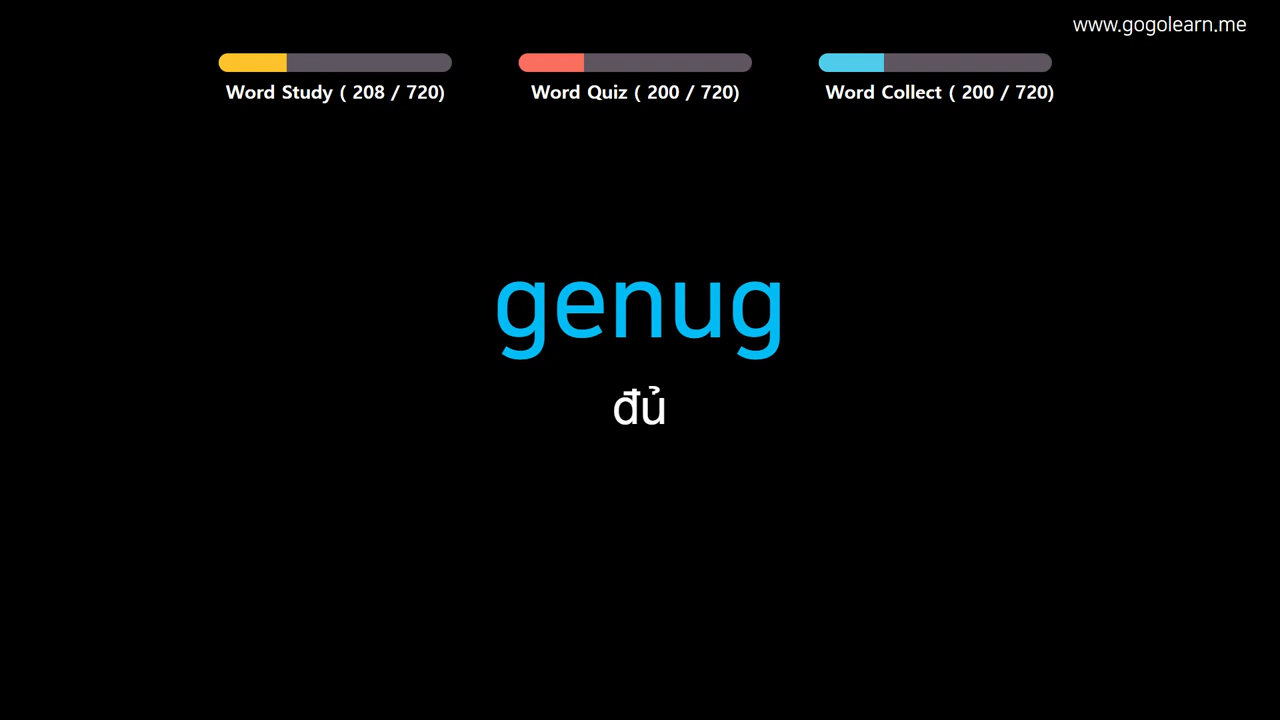 www.gogolearn.me
Word Study ( 208 / 720)
Word Quiz ( 200 / 720)
Word Collect ( 200 / 720)
genug
đủ